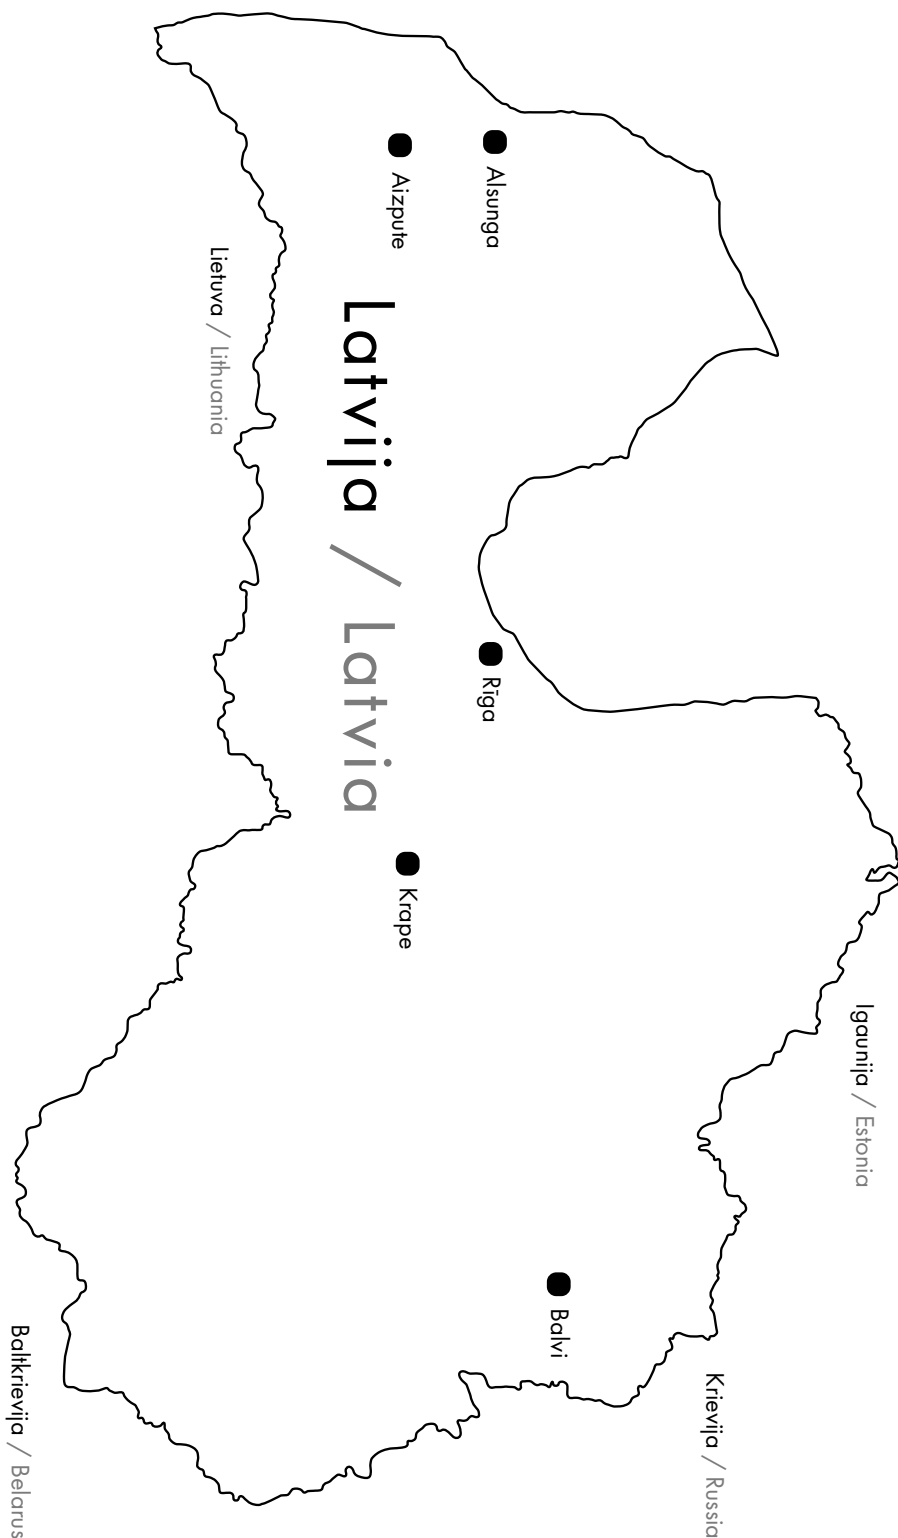 Igaunija / Estonia
Krievija / Russia
Balvi
Alsunga
Rīga
Aizpute
Krape
Latvija / Latvia
Lietuva / Lithuania
Baltkrievija / Belarus